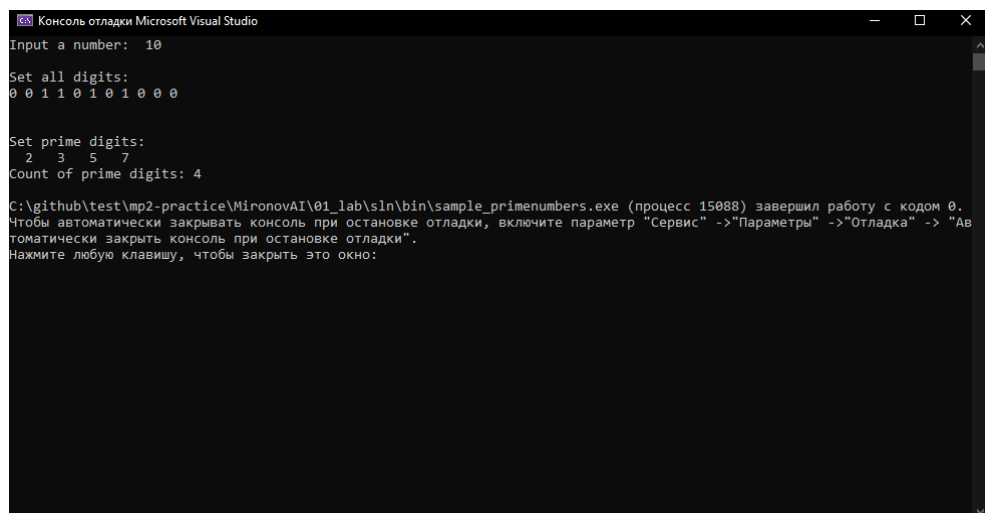 Консоль отладки Microsoft Visual Studio
Input a number:  10
Set all digits:
0 0 1 1 0 1 0 1 0 0 0
Set prime digits:
  2   3   5   7
Count of prime digits: 4
C:\github\test\mp2-practice\MironovAI\01_lab\sln\bin\sample_primenumbers.exe (процесс 15088) завершил работу с кодом 0.
Чтобы автоматически закрывать консоль при остановке отладки, включите параметр "Сервис" ->"Параметры" ->"Отладка" -> "Ав
томатически закрыть консоль при остановке отладки".
Нажмите любую клавишу, чтобы закрыть это окно: